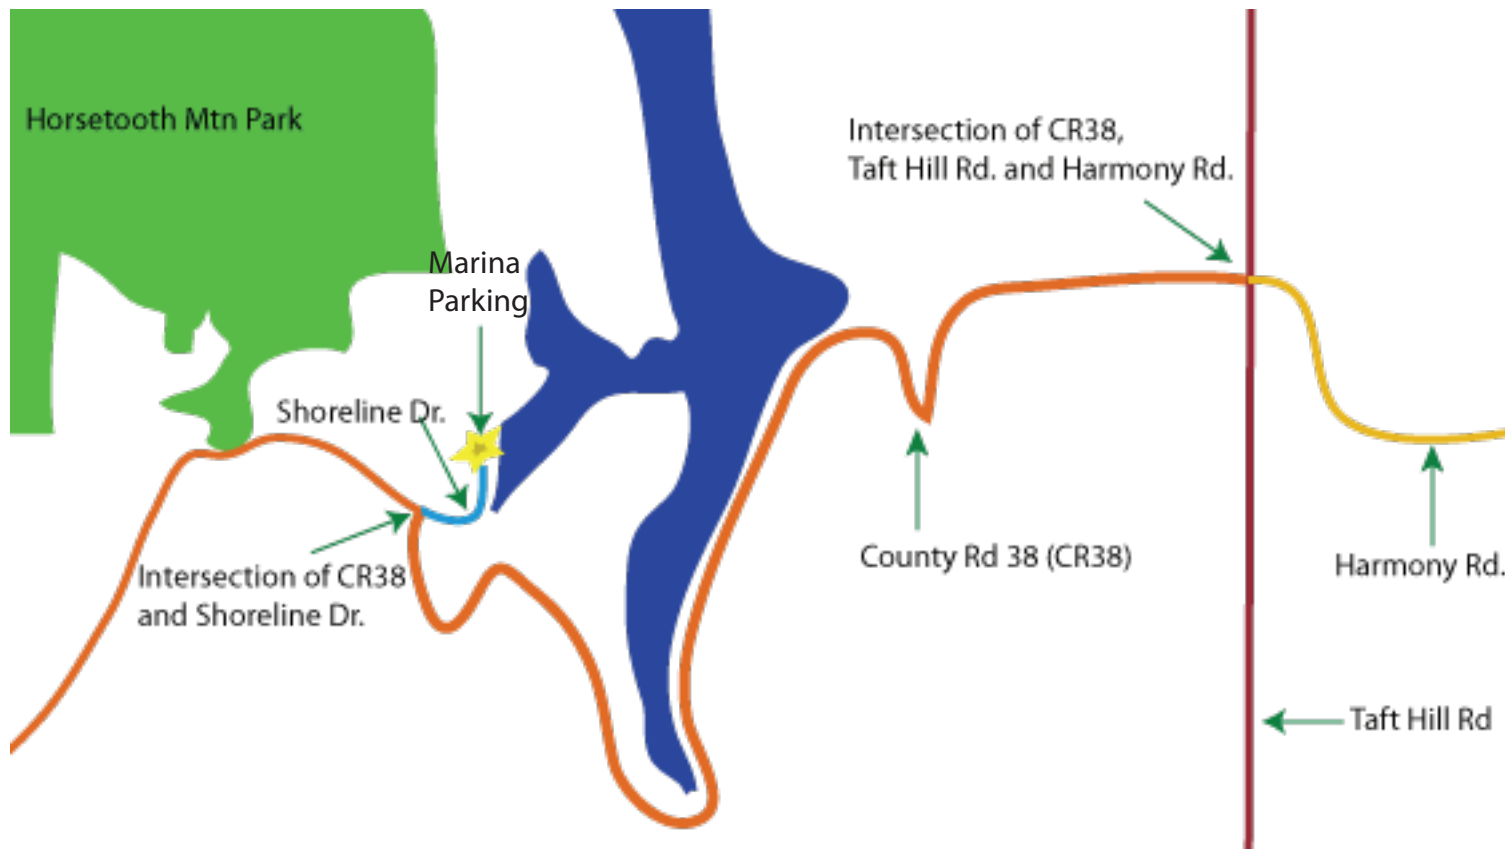 Horsetooth Mtn Park
Intersection of CR38,
Taft Hill Rd. and Harmony Rd.
Marina
Parking
Shoreline Dr.
Intersection of CR38
and Shoreline Dr.
County Rd 38 (CR38)
Harmony Rd.
Taft Hill Rd